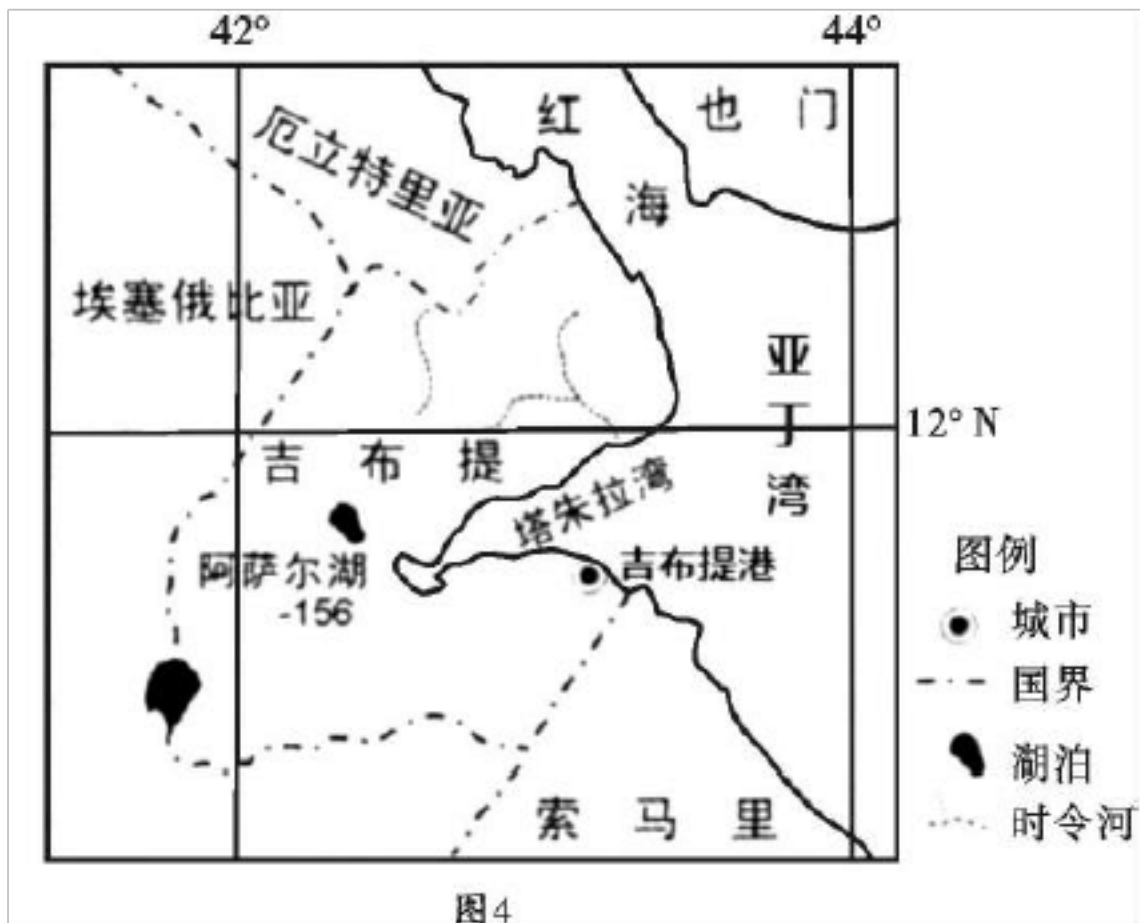 42°
44°
红
海
也门
厄立特里亚
埃塞俄比亚
亚丁湾
12° N
吉布提
塔朱拉湾
阿萨尔湖
-156
吉布提港
索马里
图例
城市
国界
湖泊
时令河
图4